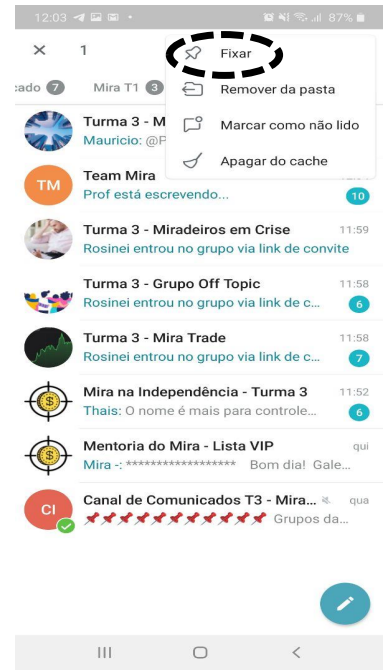 12:03
87%
1
Fixar
cado 7 Mira T1 3
Remover da pasta
Marcar como não lido
Apagar do cache
Turma 3 - M
Mauricio: @P
TM
Team Mira
Prof está escrevendo...
10
Turma 3 - Miradeiros em Crise 11:59
Rosinei entrou no grupo via link de convite
Turma 3 - Grupo Off Topic 11:58
Rosinei entrou no grupo via link de c... 6
Turma 3 - Mira Trade 11:58
Rosinei entrou no grupo via link de c... 7
Mira na Independência - Turma 3 11:52
Thais: O nome é mais para controle... 6
Mentoria do Mira - Lista VIP qui
Mira -: ****************** Bom dia! Gale...
CI
Canal de Comunicados T3 - Mira... qua
Grupos da...